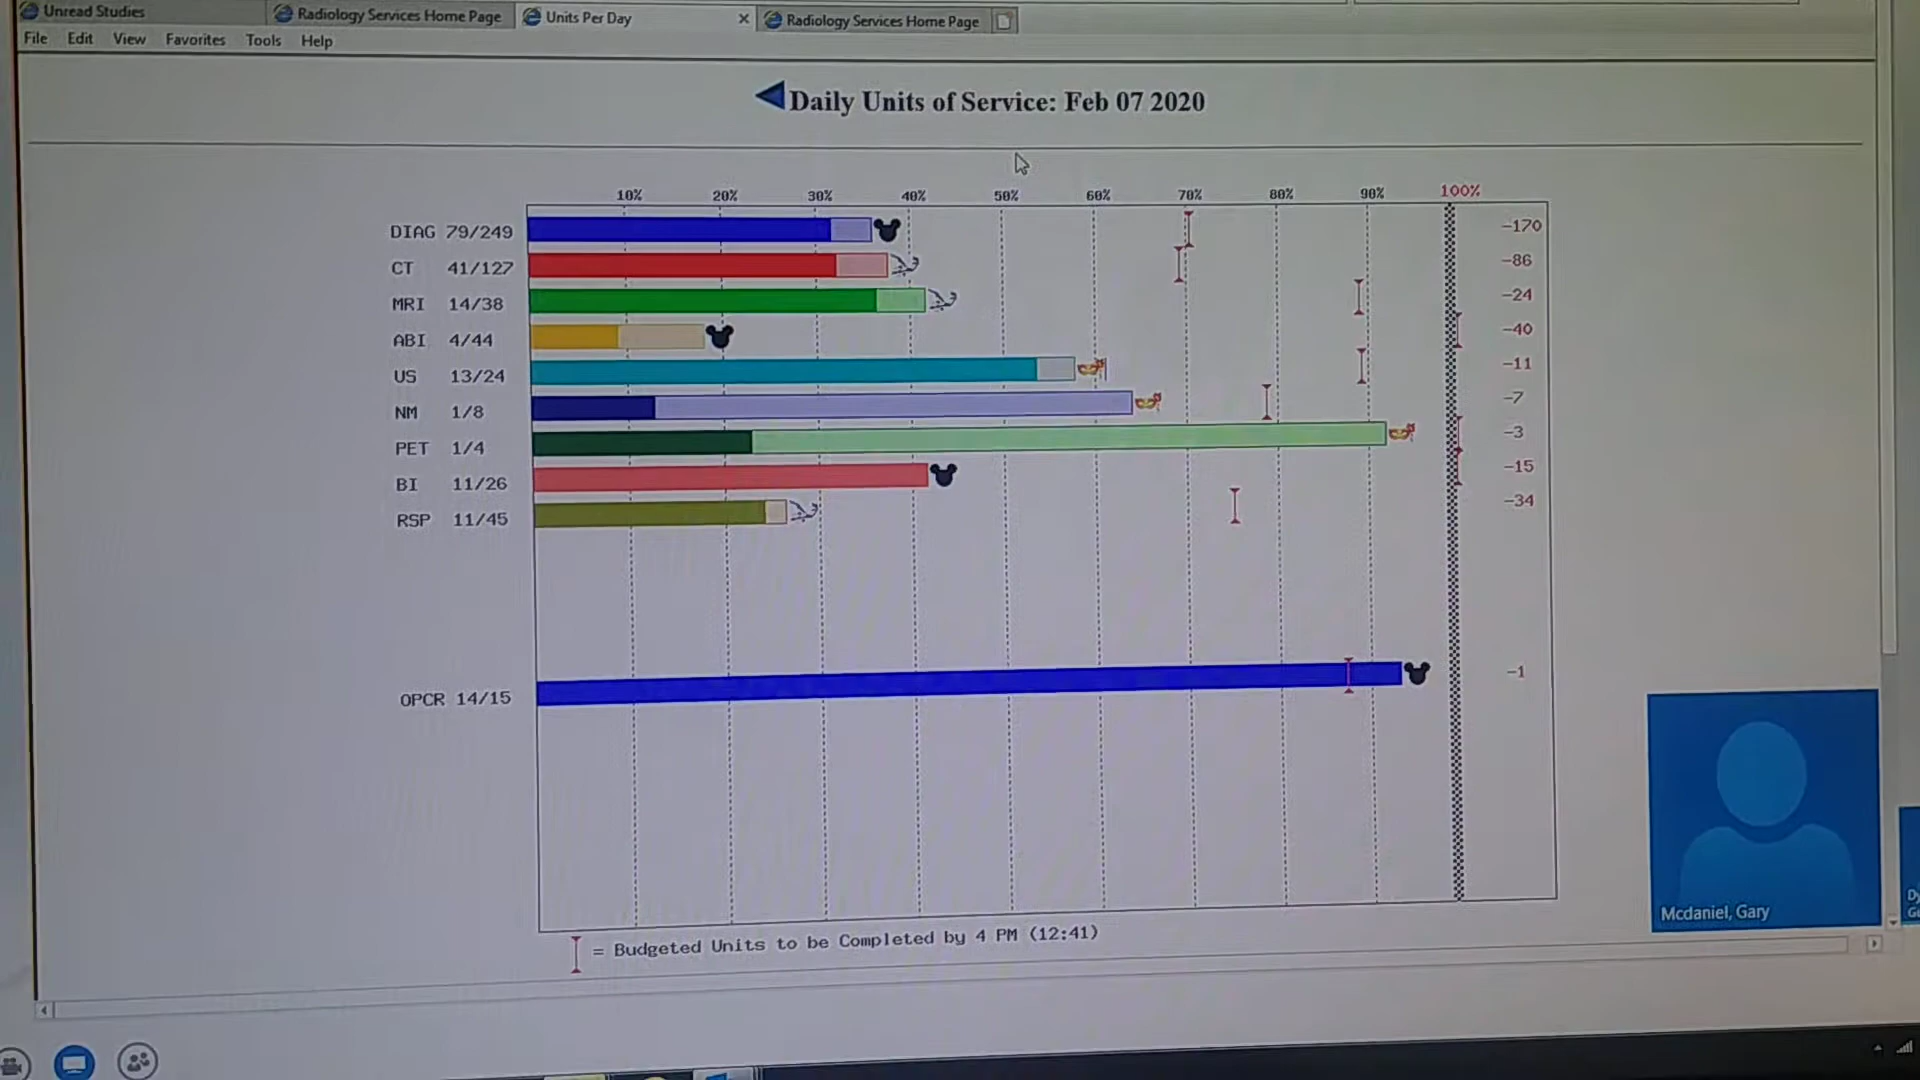 Unread Studies
Radiology Services Home Page
Units Per Day
Radiology Services Home Page
File Edit View Favorites Tools Help
Daily Units of Service: Feb 07 2020
10% 20% 30% 40% 50% 60% 70% 80% 90% 100%
DIAG 79/249 -170
CT 41/127 -86
MRI 14/38 -24
ABI 4/44 -40
US 13/24 -11
NM 1/8 -7
PET 1/4 -3
BI 11/26 -15
RSP 11/45 -34
OPCR 14/15 -1
= Budgeted Units to be Completed by 4 PM (12:41)
Mcdaniel, Gary